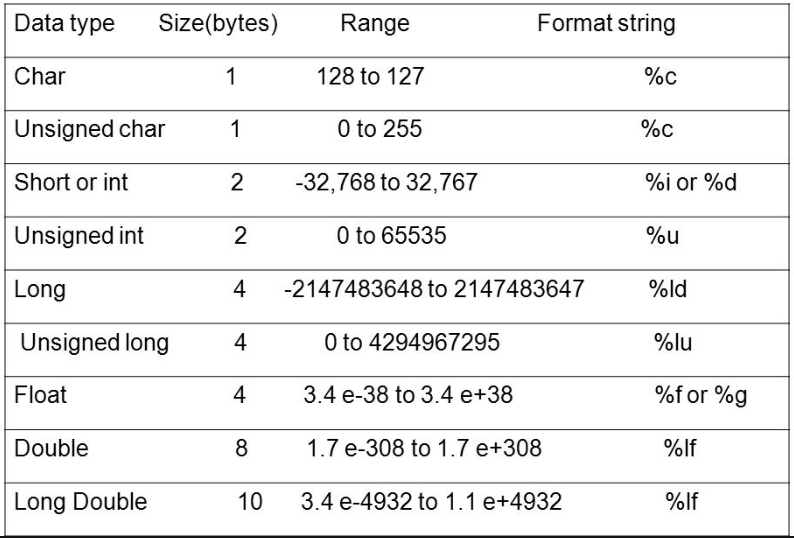 Data type Size(bytes) Range Format string
Char 1 128 to 127 %c
Unsigned char 1 0 to 255 %c
Short or int 2 -32,768 to 32,767 %i or %d
Unsigned int 2 0 to 65535 %u
Long 4 -2147483648 to 2147483647 %ld
Unsigned long 4 0 to 4294967295 %lu
Float 4 3.4 e-38 to 3.4 e+38 %f or %g
Double 8 1.7 e-308 to 1.7 e+308 %lf
Long Double 10 3.4 e-4932 to 1.1 e+4932 %lf